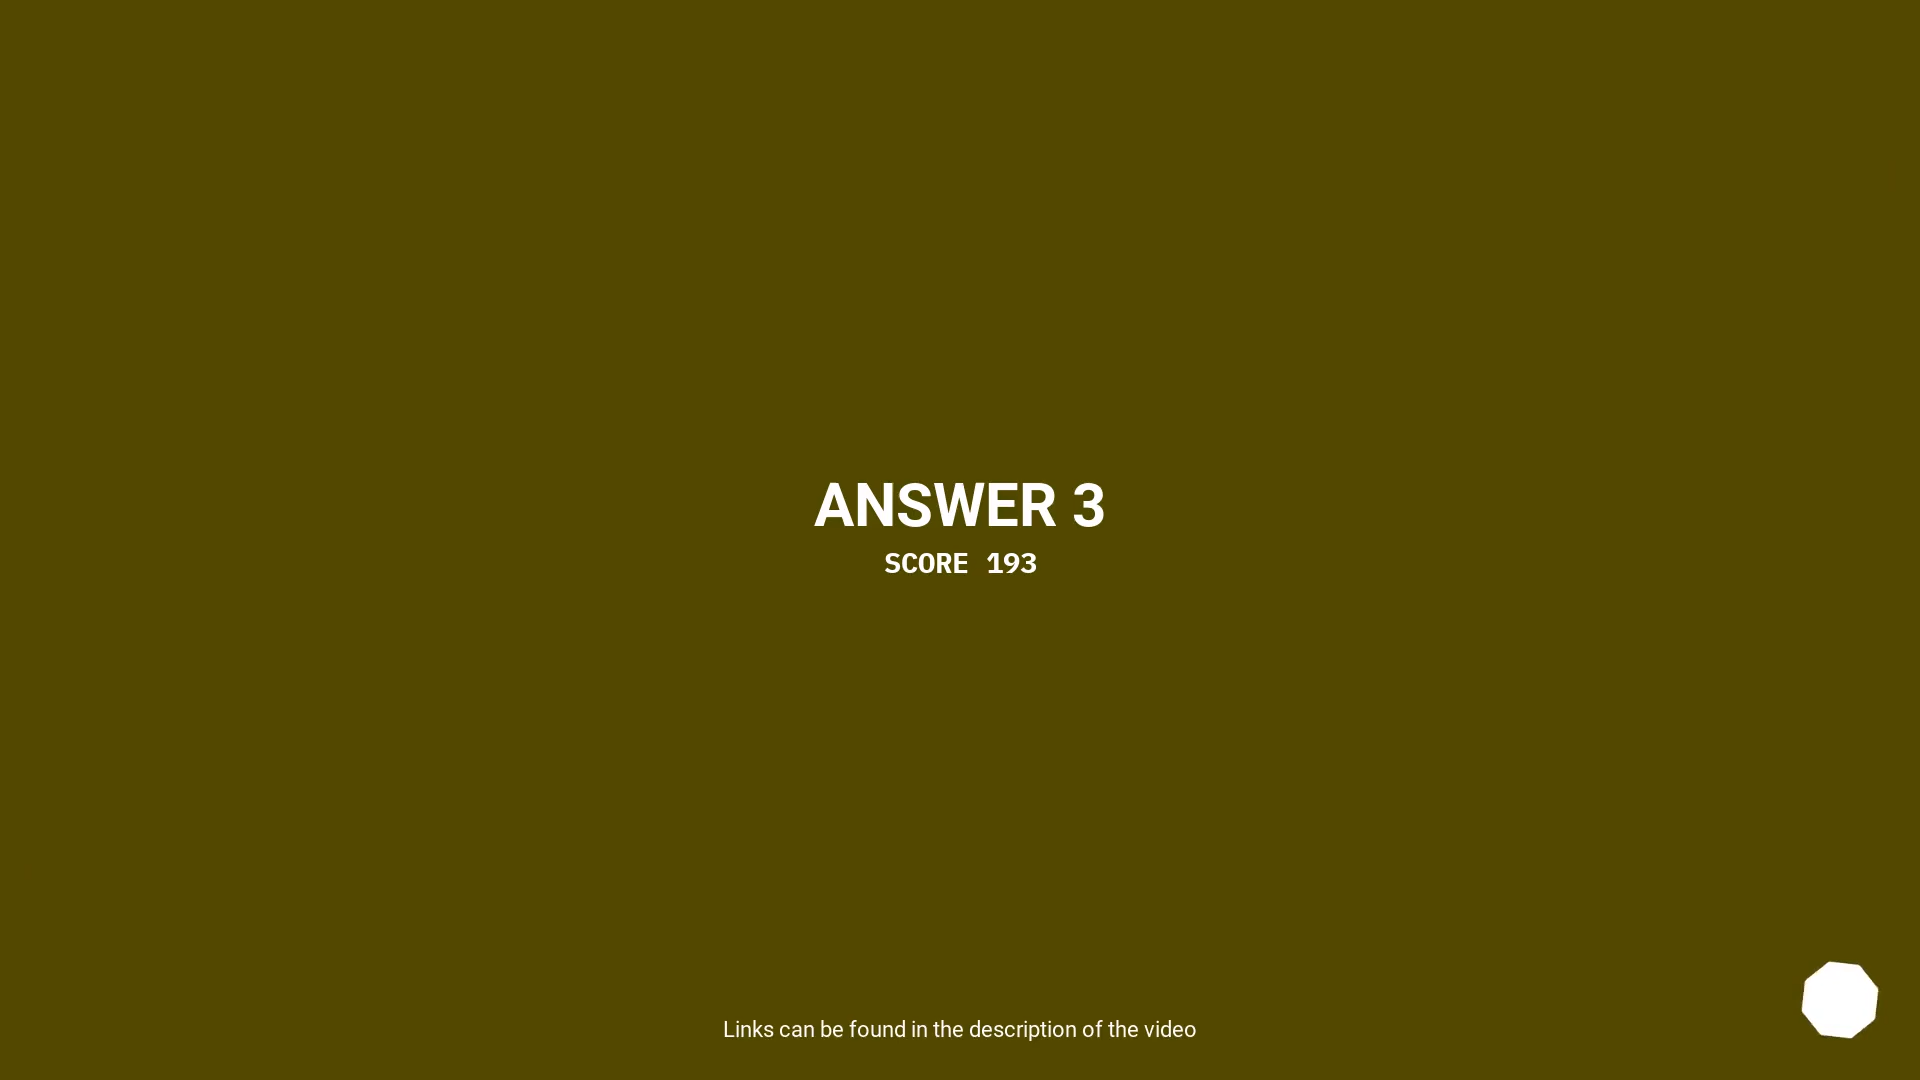 ANSWER 3
SCORE 193
Links can be found in the description of the video